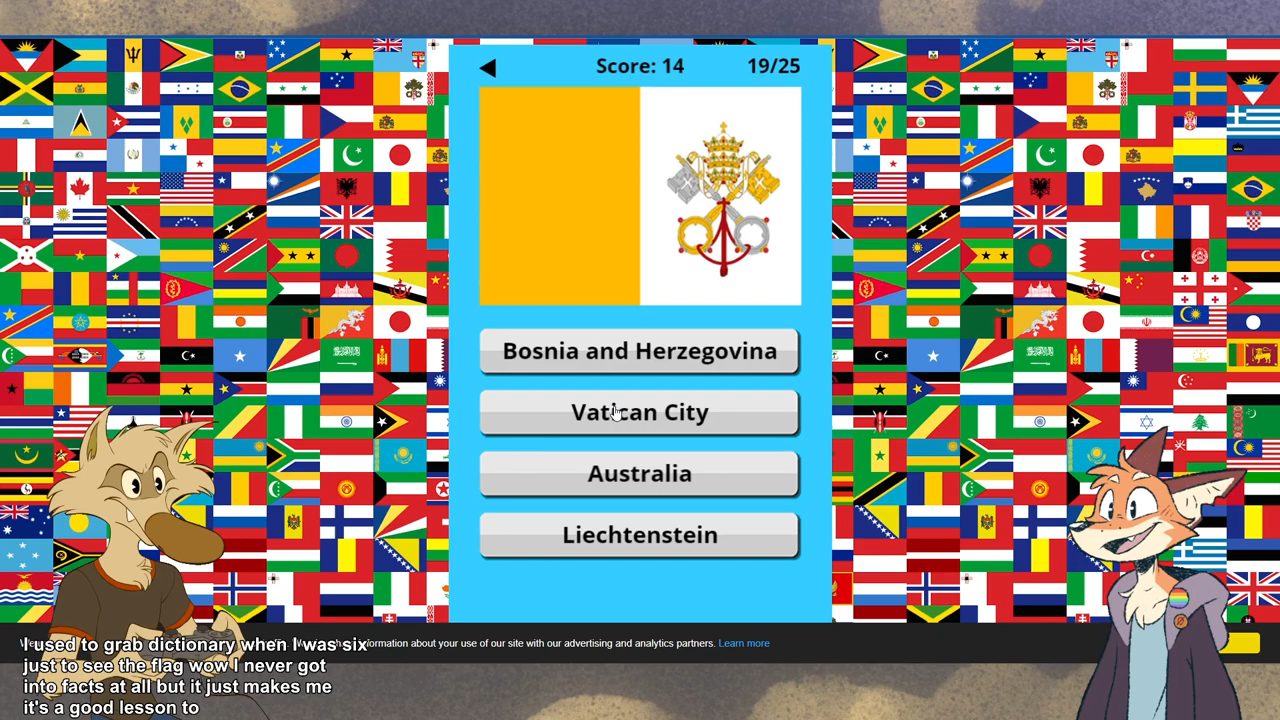 Score: 14
19/25
Bosnia and Herzegovina
Vatican City
Australia
Liechtenstein
information about your use of our site with our advertising and analytics partners. Learn more
I used to grab dictionary when I was six
just to see the flag wow I never got
into facts at all but it just makes me
it's a good lesson to